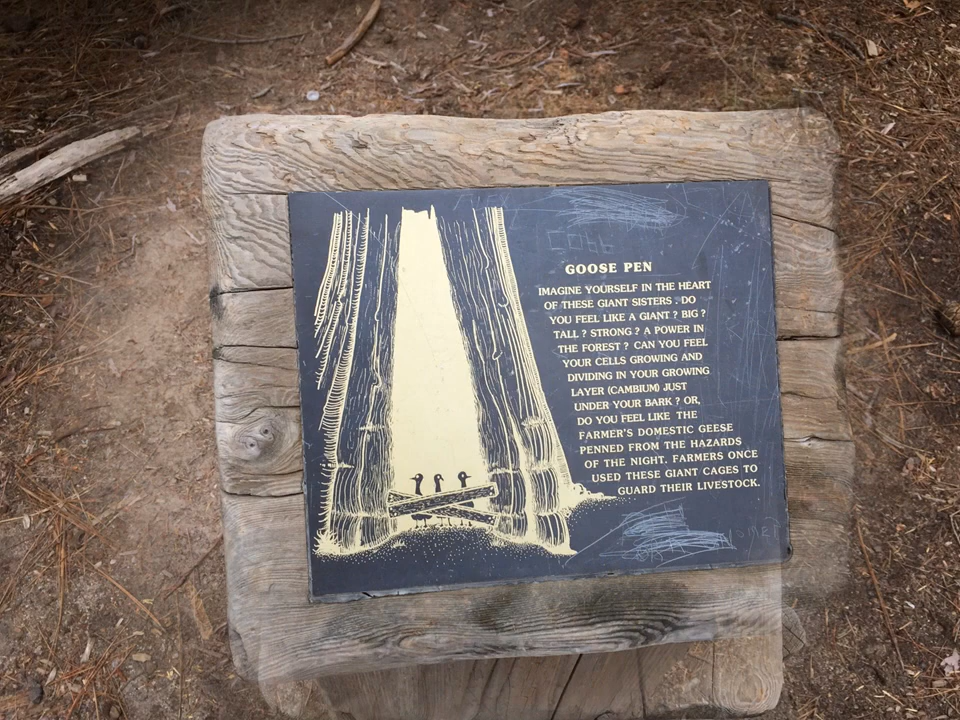 GOOSE PEN
IMAGINE YOURSELF IN THE HEART
OF THESE GIANT SISTERS . DO
YOU FEEL LIKE A GIANT ? BIG ?
TALL ? STRONG ? A POWER IN
THE FOREST ? CAN YOU FEEL
YOUR CELLS GROWING AND
DIVIDING IN YOUR GROWING
LAYER (CAMBIUM) JUST
UNDER YOUR BARK ? OR,
DO YOU FEEL LIKE THE
FARMER'S DOMESTIC GEESE
PENNED FROM THE HAZARDS
OF THE NIGHT. FARMERS ONCE
USED THESE GIANT CAGES TO
GUARD THEIR LIVESTOCK.